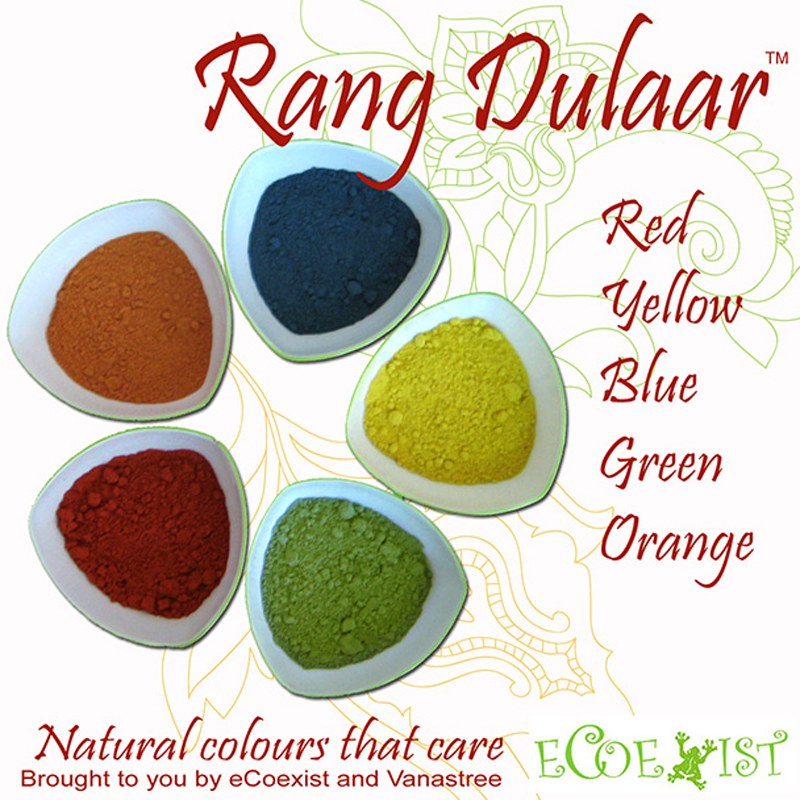 Rang Dulaar™
Red
Yellow
Blue
Green
Orange
Natural colours that care
Brought to you by eCoexist and Vanastree
eCoexist